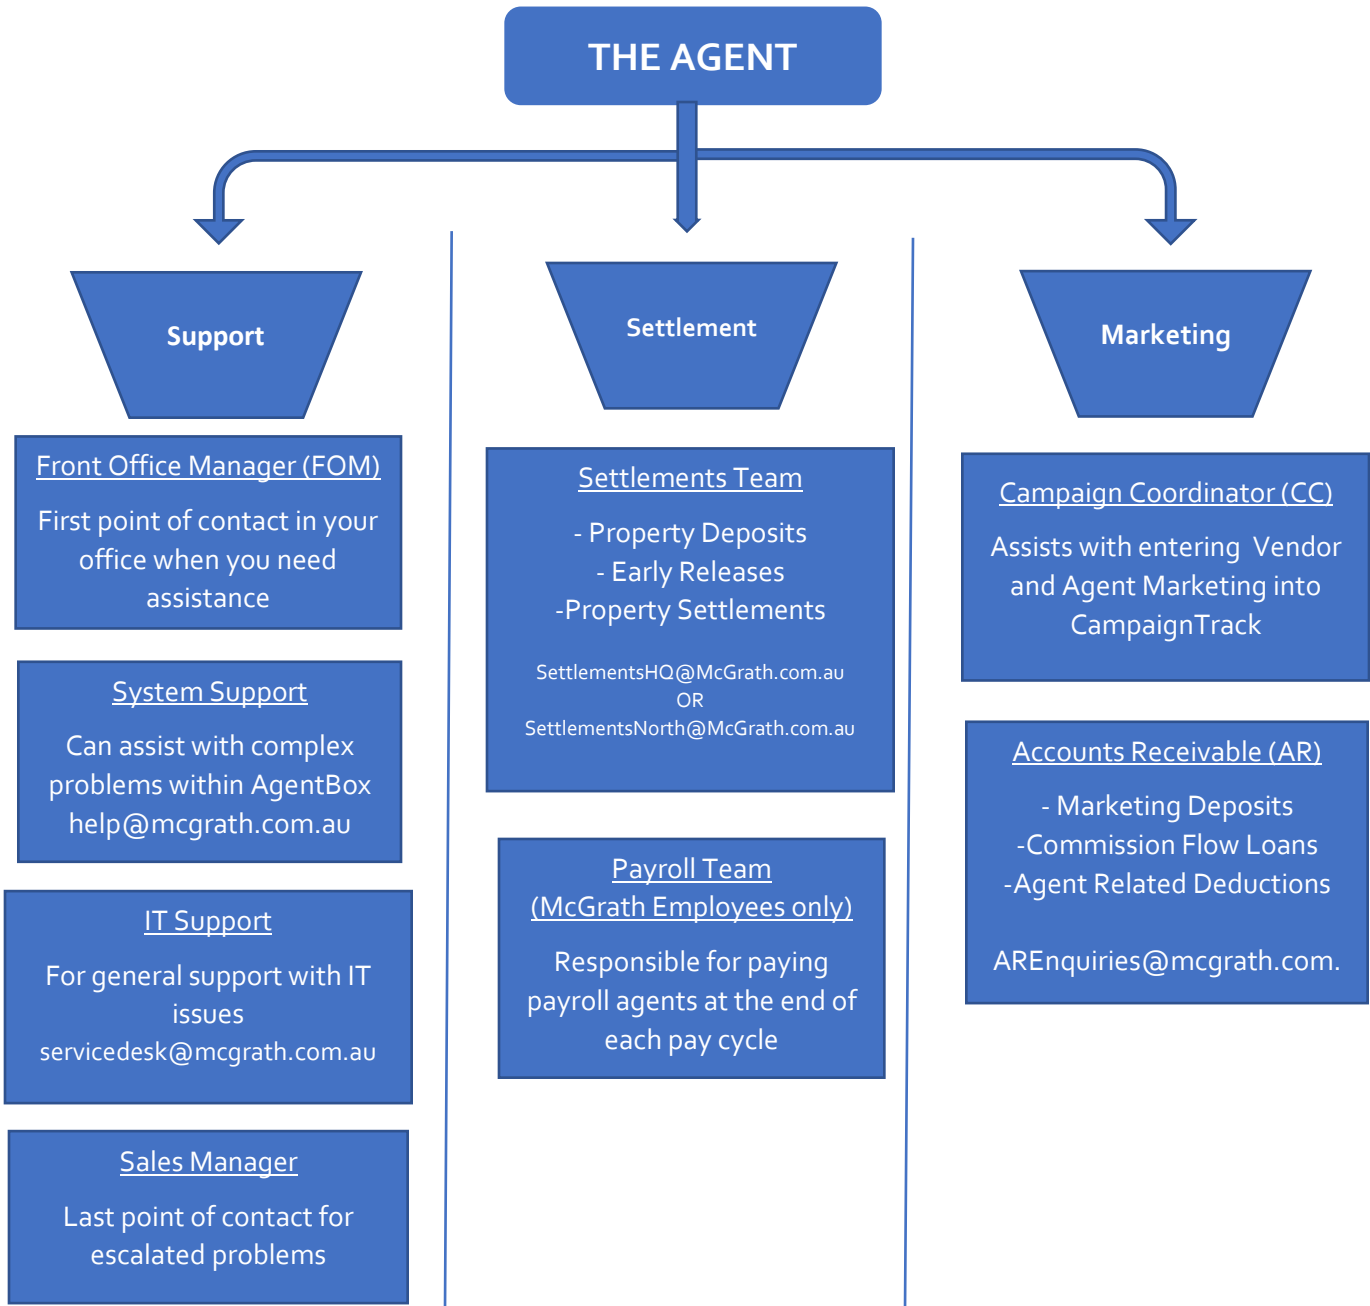 THE AGENT
Support
Front Office Manager (FOM)
First point of contact in your
office when you need
assistance
System Support
Can assist with complex
problems within AgentBox
help@mcgrath.com.au
IT Support
For general support with IT
issues
servicedesk@mcgrath.com.au
Sales Manager
Last point of contact for
escalated problems
Settlement
Settlements Team
- Property Deposits
- Early Releases
-Property Settlements
SettlementsHQ@McGrath.com.au
OR
SettlementsNorth@McGrath.com.au
Payroll Team
(McGrath Employees only)
Responsible for paying
payroll agents at the end of
each pay cycle
Marketing
Campaign Coordinator (CC)
Assists with entering  Vendor
and Agent Marketing into
CampaignTrack
Accounts Receivable (AR)
- Marketing Deposits
-Commission Flow Loans
-Agent Related Deductions
AREnquiries@mcgrath.com.